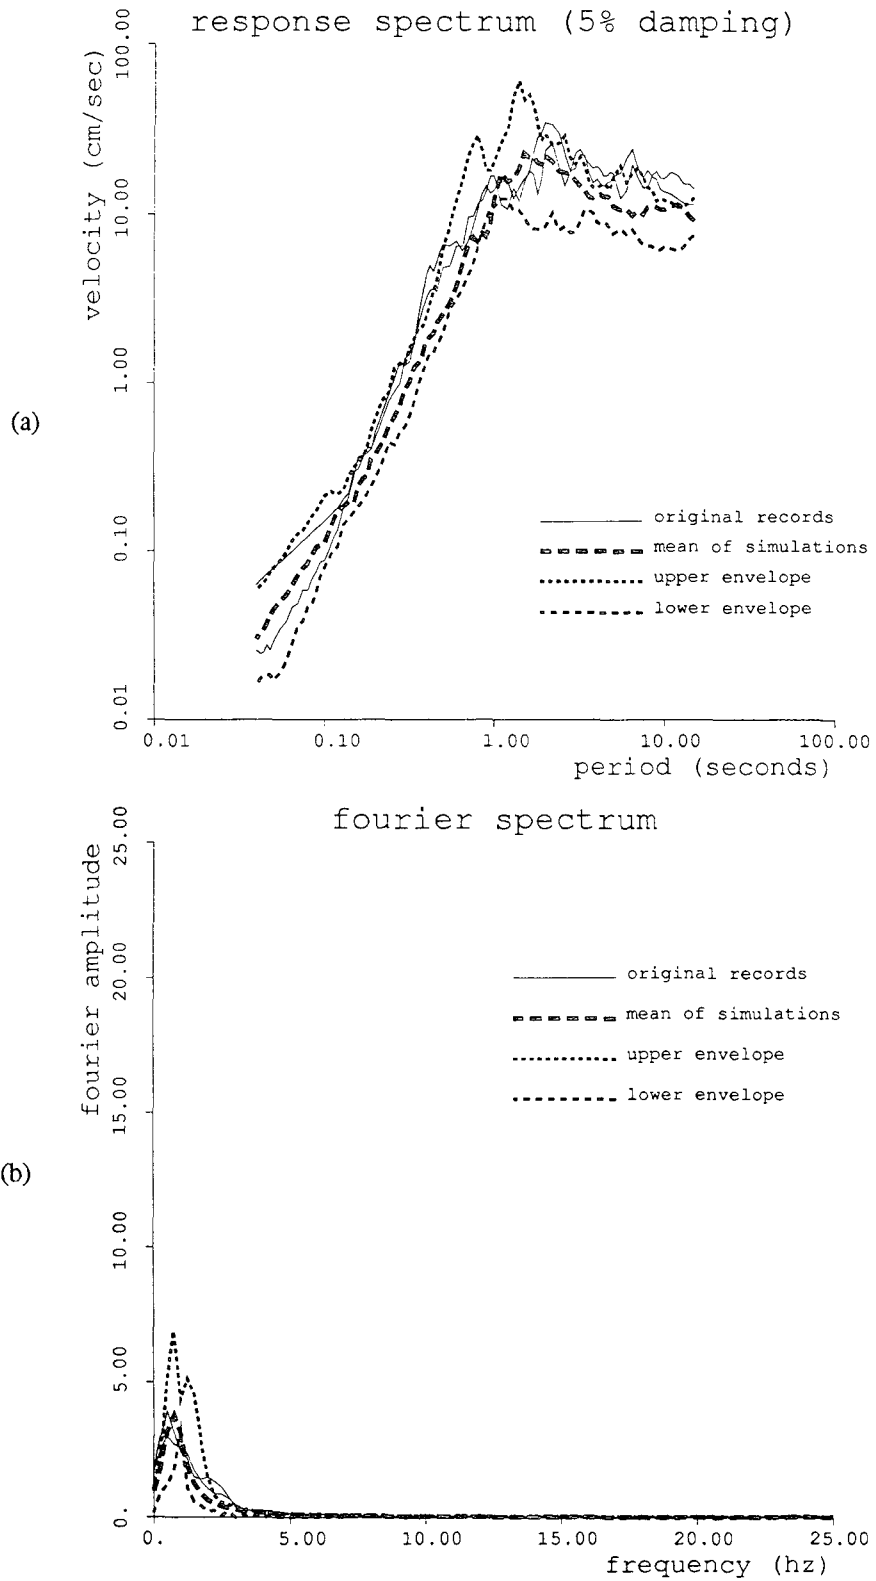 response spectrum (5% damping)
velocity (cm/sec)
100.00
10.00
1.00
0.10
0.01
(a)
original records
mean of simulations
upper envelope
lower envelope
0.01
0.10
1.00
10.00
100.00
period (seconds)
fourier spectrum
fourier amplitude
25.00
20.00
15.00
10.00
5.00
0.
(b)
original records
mean of simulations
upper envelope
lower envelope
0.
5.00
10.00
15.00
20.00
25.00
frequency (hz)